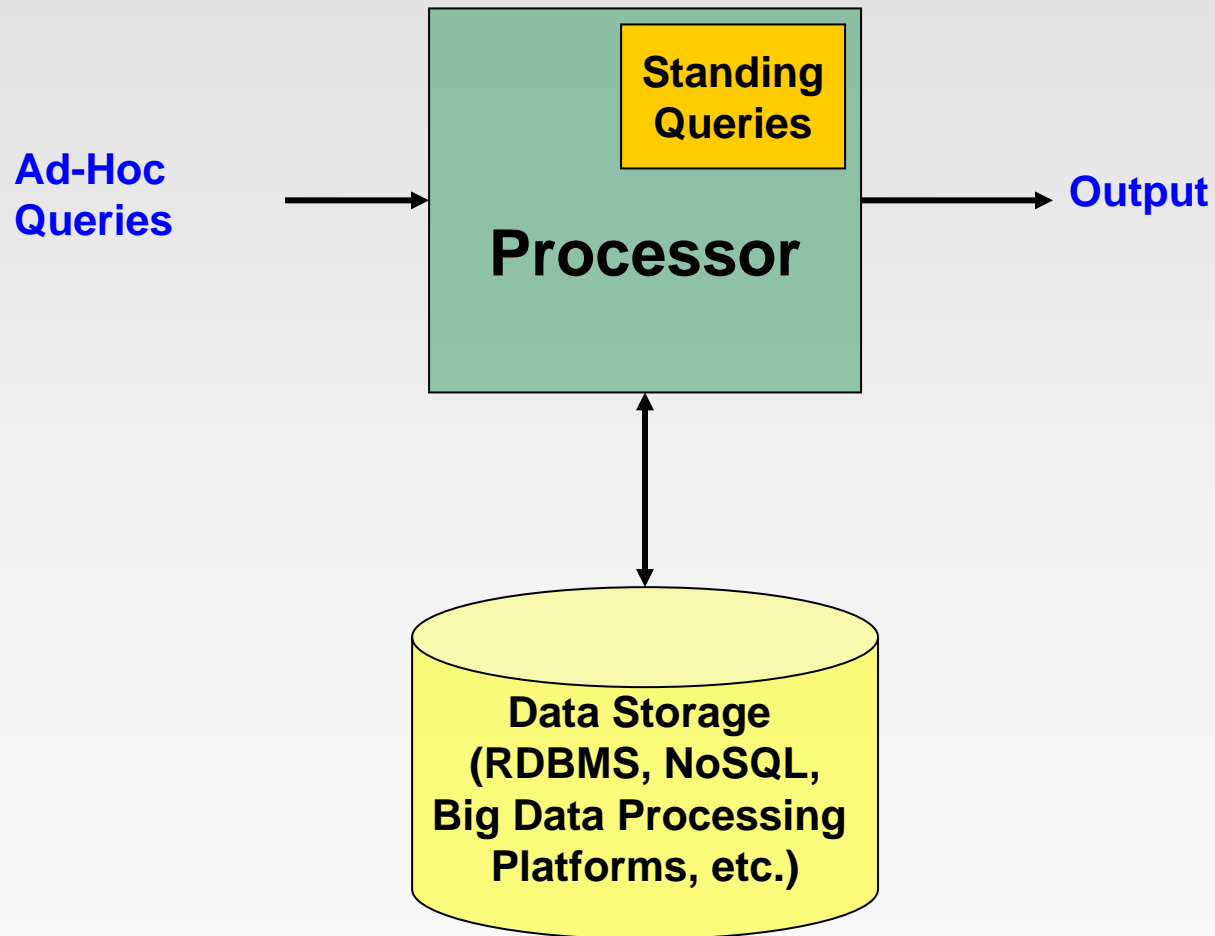 Standing
Queries
Ad-Hoc
Queries
Output
Processor
Data Storage
(RDBMS, NoSQL,
Big Data Processing
Platforms, etc.)